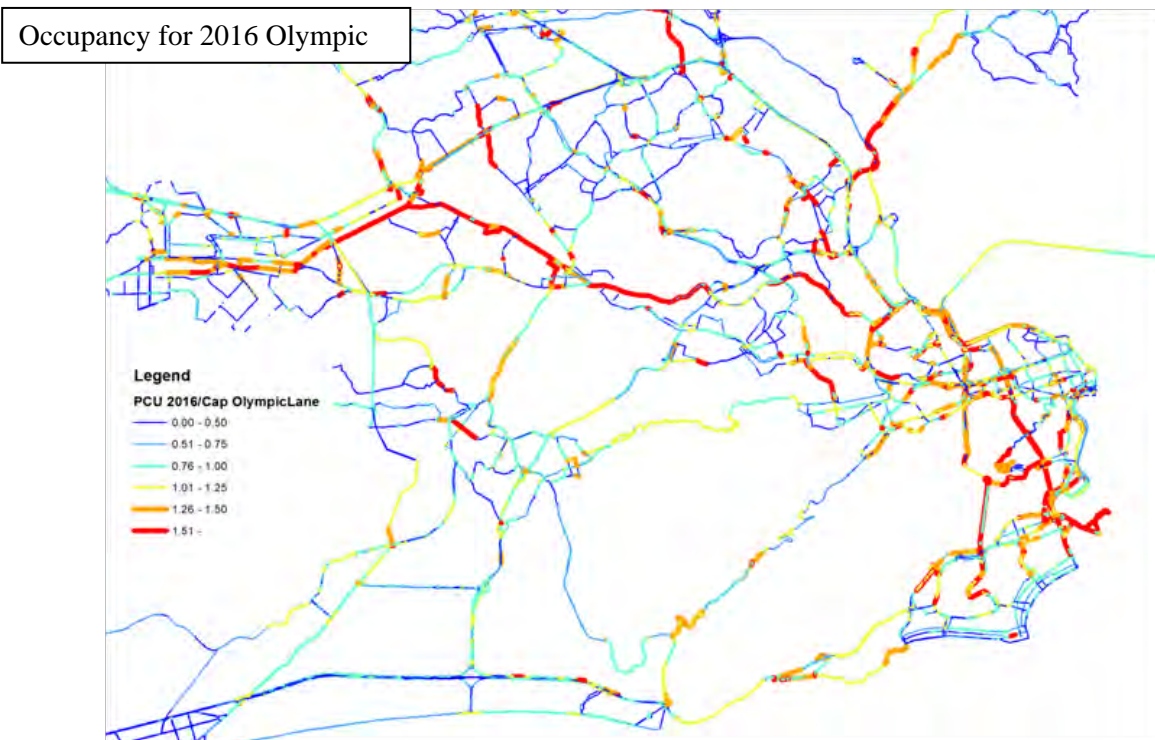 Occupancy for 2016 Olympic
Legend
PCU 2016/Cap OlympicLane
0.00 - 0.50
0.51 - 0.75
0.76 - 1.00
1.01 - 1.25
1.26 - 1.50
1.51 -